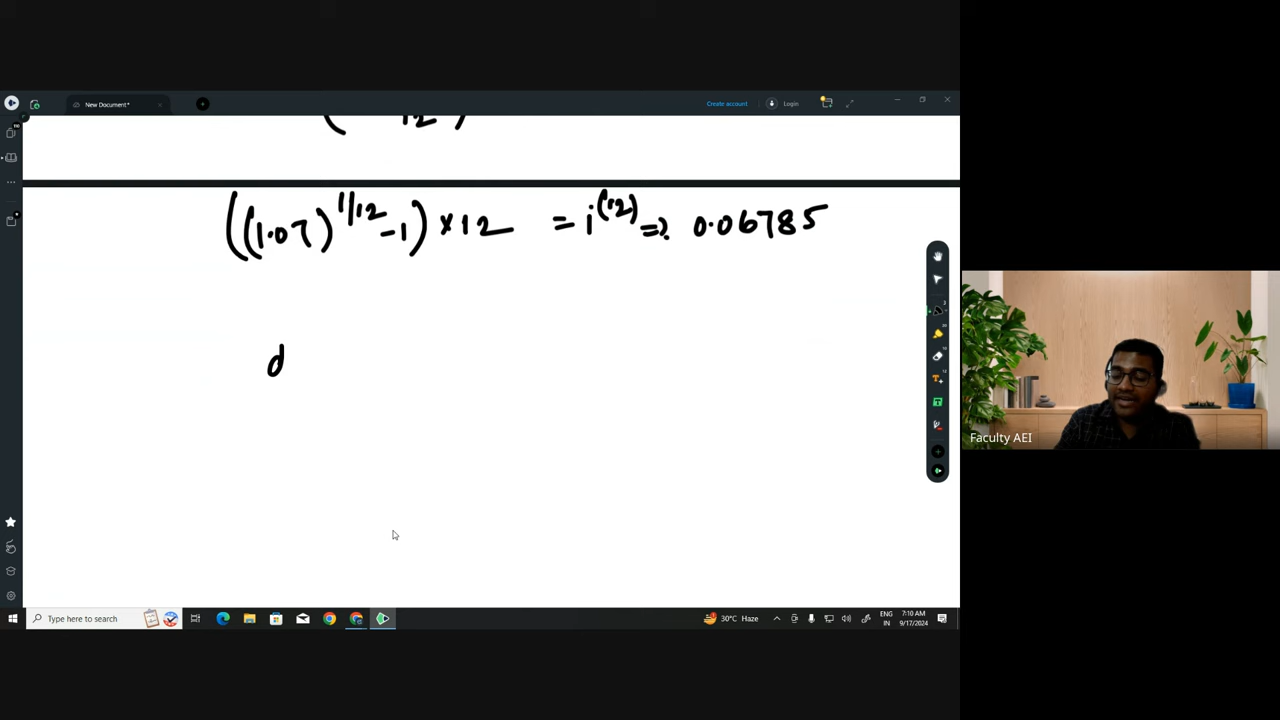 New Document*
Create account
Login
((1.07)^{1/12} - 1) × 12 = i^{(12)} => 0.06785
d
Faculty AEI
Type here to search
30°C Haze
ENG
IN
7:10 AM
9/17/2024